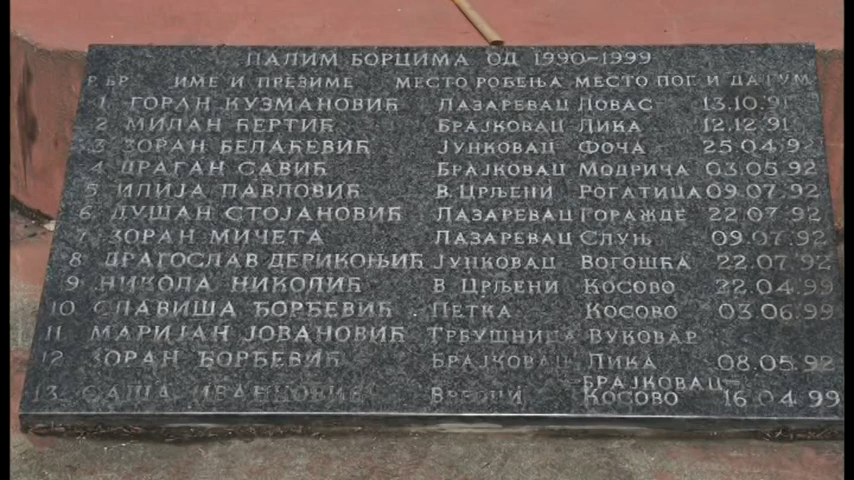 ПАЛИМ БОРЦИМА ОД 1990-1999
Р.БР. ИМЕ И ПРЕЗИМЕ МЕСТО РОЂЕЊА МЕСТО ПОГ И ДАТУМ
1 ГОРАН КУЗМАНОВИЋ ЛАЗАРЕВАЦ ЛОВАС 13.10.91
2 МИЛАН ЂЕРТИЋ БРАЈКОВАЦ ЛИКА 12.12.91
3 ЗОРАН БЕЛАЂЕВИЋ ЈУНКОВАЦ ФОЧА 25.04.92
4 ДРАГАН САВИЋ БРАЈКОВАЦ МОДРИЧА 03.05.92
5 ИЛИЈА ПАВЛОВИЋ В.ЦРЉЕНИ РОГАТИЦА 09.07.92
6 ДУШАН СТОЈАНОВИЋ ЛАЗАРЕВАЦ ГОРАЖДЕ 22.07.92
7 ЗОРАН МИЧЕТА ЛАЗАРЕВАЦ СЛУЊ 09.07.92
8 ДРАГОСЛАВ ДЕРИКОЊИЋ ЈУНКОВАЦ ВОГОШЋА 22.07.92
9 НИКОЛА НИКОЛИЋ В ЦРЉЕНИ КОСОВО 22.04.99
10 СЛАВИША ЂОРЂЕВИЋ ПЕТКА КОСОВО 03.06.99
11 МАРИЈАН ЈОВАНОВИЋ ТРБУШНИЦА ВУКОВАР
12 ЗОРАН ЂОРЂЕВИЋ БРАЈКОВАЦ ЛИКА 08.05.92
БРАЈКОВАЦ
13 САША КОСОВО 16.04.99